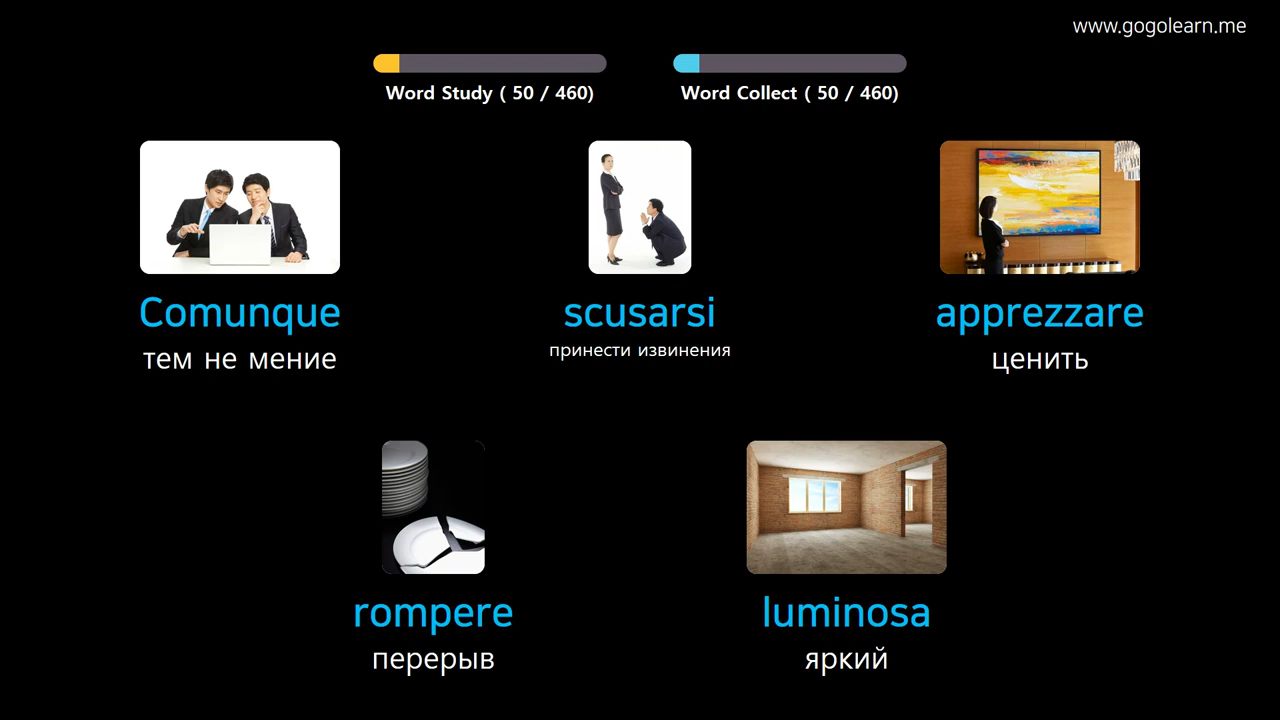 www.gogolearn.me
Word Study ( 50 / 460)
Word Collect ( 50 / 460)
Comunque
тем не мение
scusarsi
принести извинения
apprezzare
ценить
rompere
перерыв
luminosa
яркий